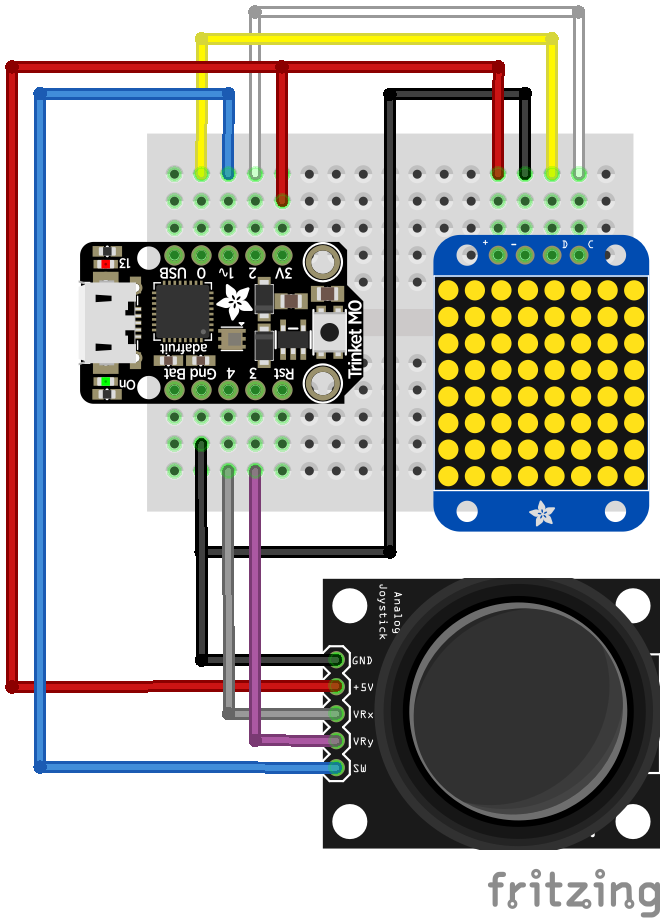 + - D C
13 USB 0 1~ 2 3V
adafruit
Trinket M0
On Bat Gnd 4 3 Rst
Analog
Joystick
GND
+5V
VRx
VRy
SW
fritzing